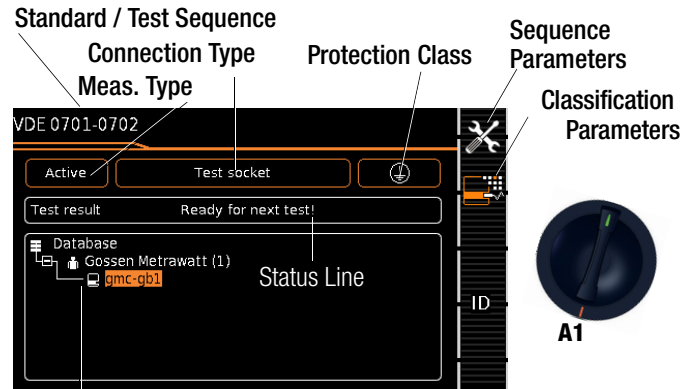 Standard / Test Sequence
Connection Type
Meas. Type
Protection Class
Sequence
Parameters
Classification
Parameters
VDE 0701-0702
Active
Test socket
Test result Ready for next test!
Database
Gossen Metrawatt (1)
gmc-gb1
Status Line
ID
A1